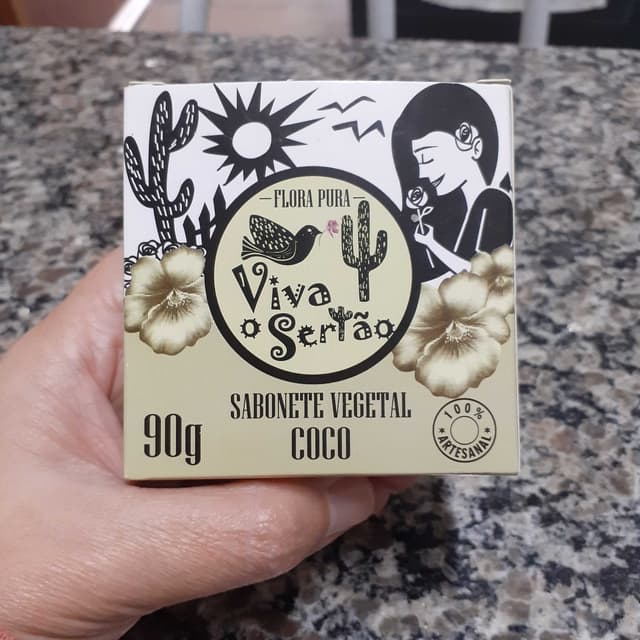 FLORA PURA
Viva
o Sertão
SABONETE VEGETAL
COCO
90g
100%
ARTESANAL